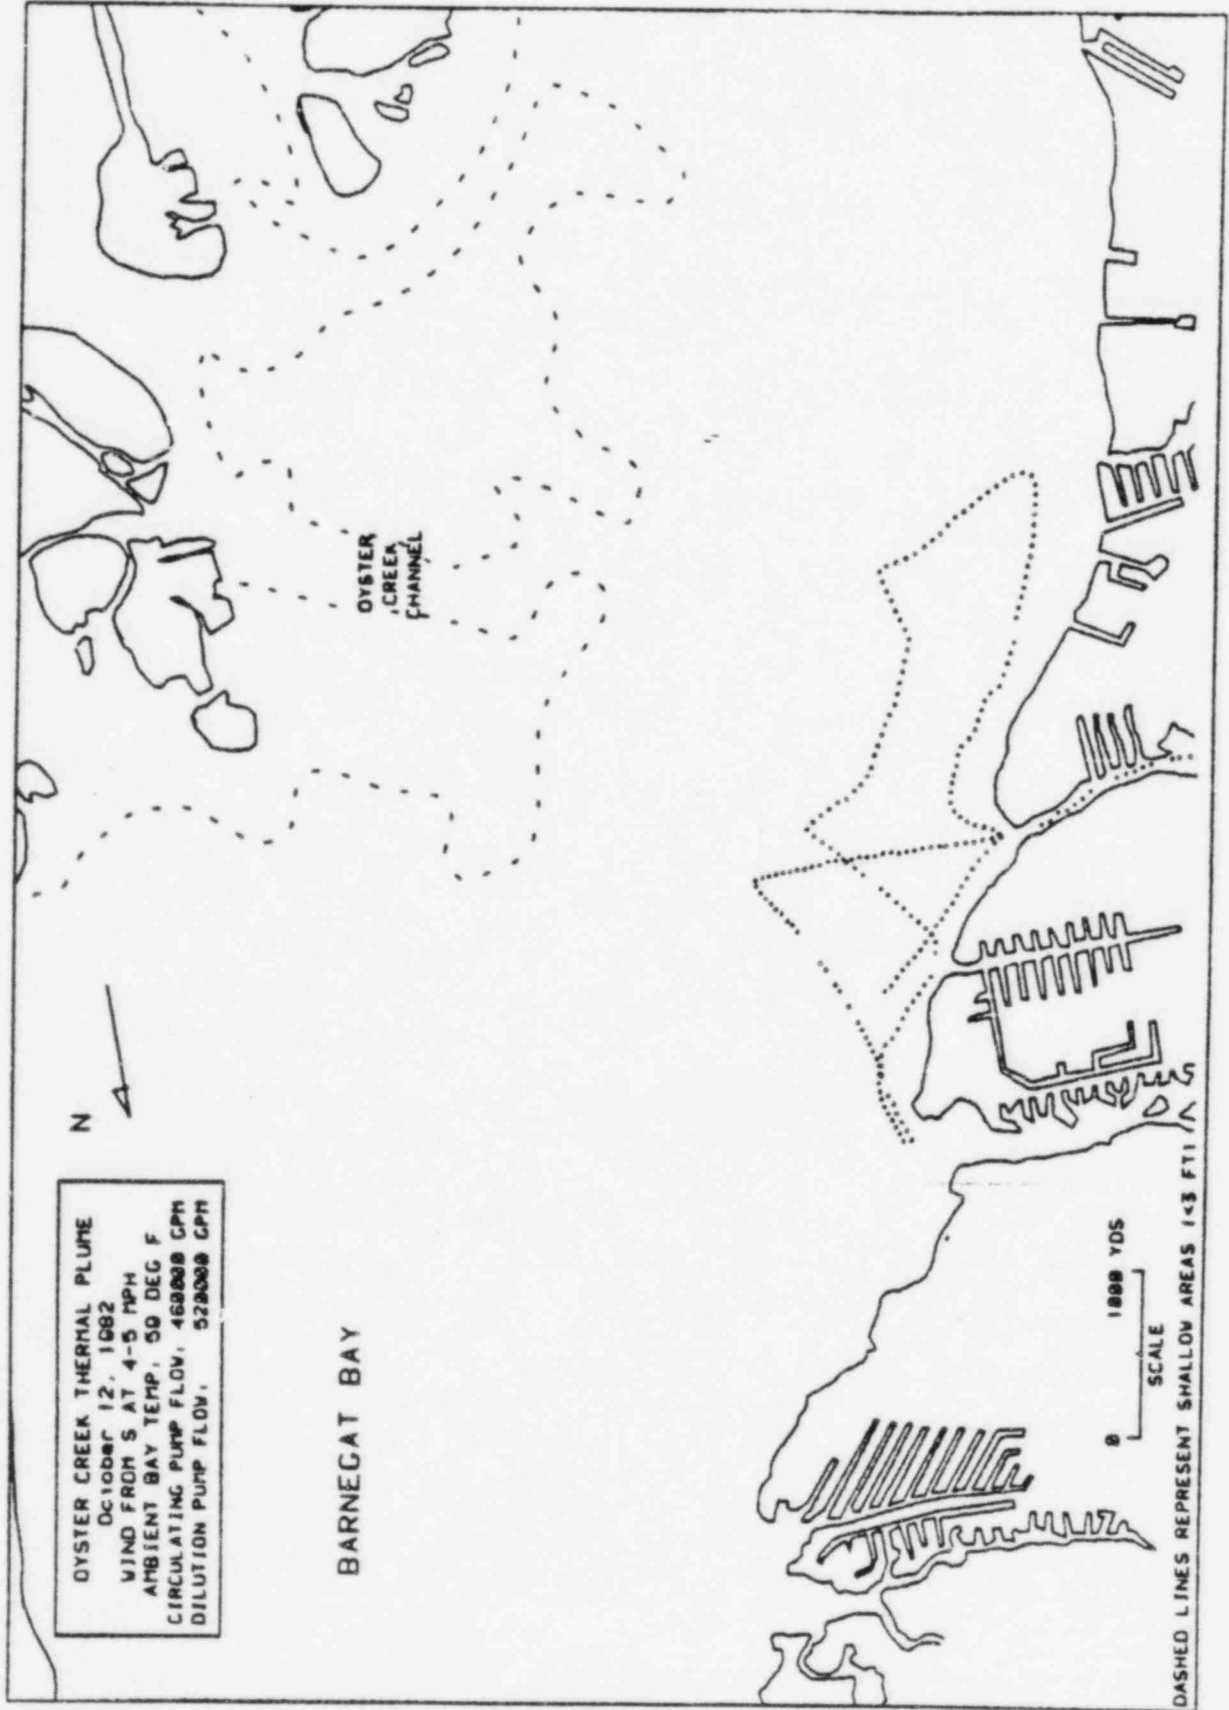 OYSTER CREEK THERMAL PLUME
October 12, 1982
WIND FROM S AT 4-5 MPH
AMBIENT BAY TEMP, 59 DEG F
CIRCULATING PUMP FLOW, 460000 GPM
DILUTION PUMP FLOW, 520000 GPM
N
BARNEGAT BAY
OYSTER
CREEK
CHANNEL
0 1000 YDS
SCALE
DASHED LINES REPRESENT SHALLOW AREAS (<3 FT)